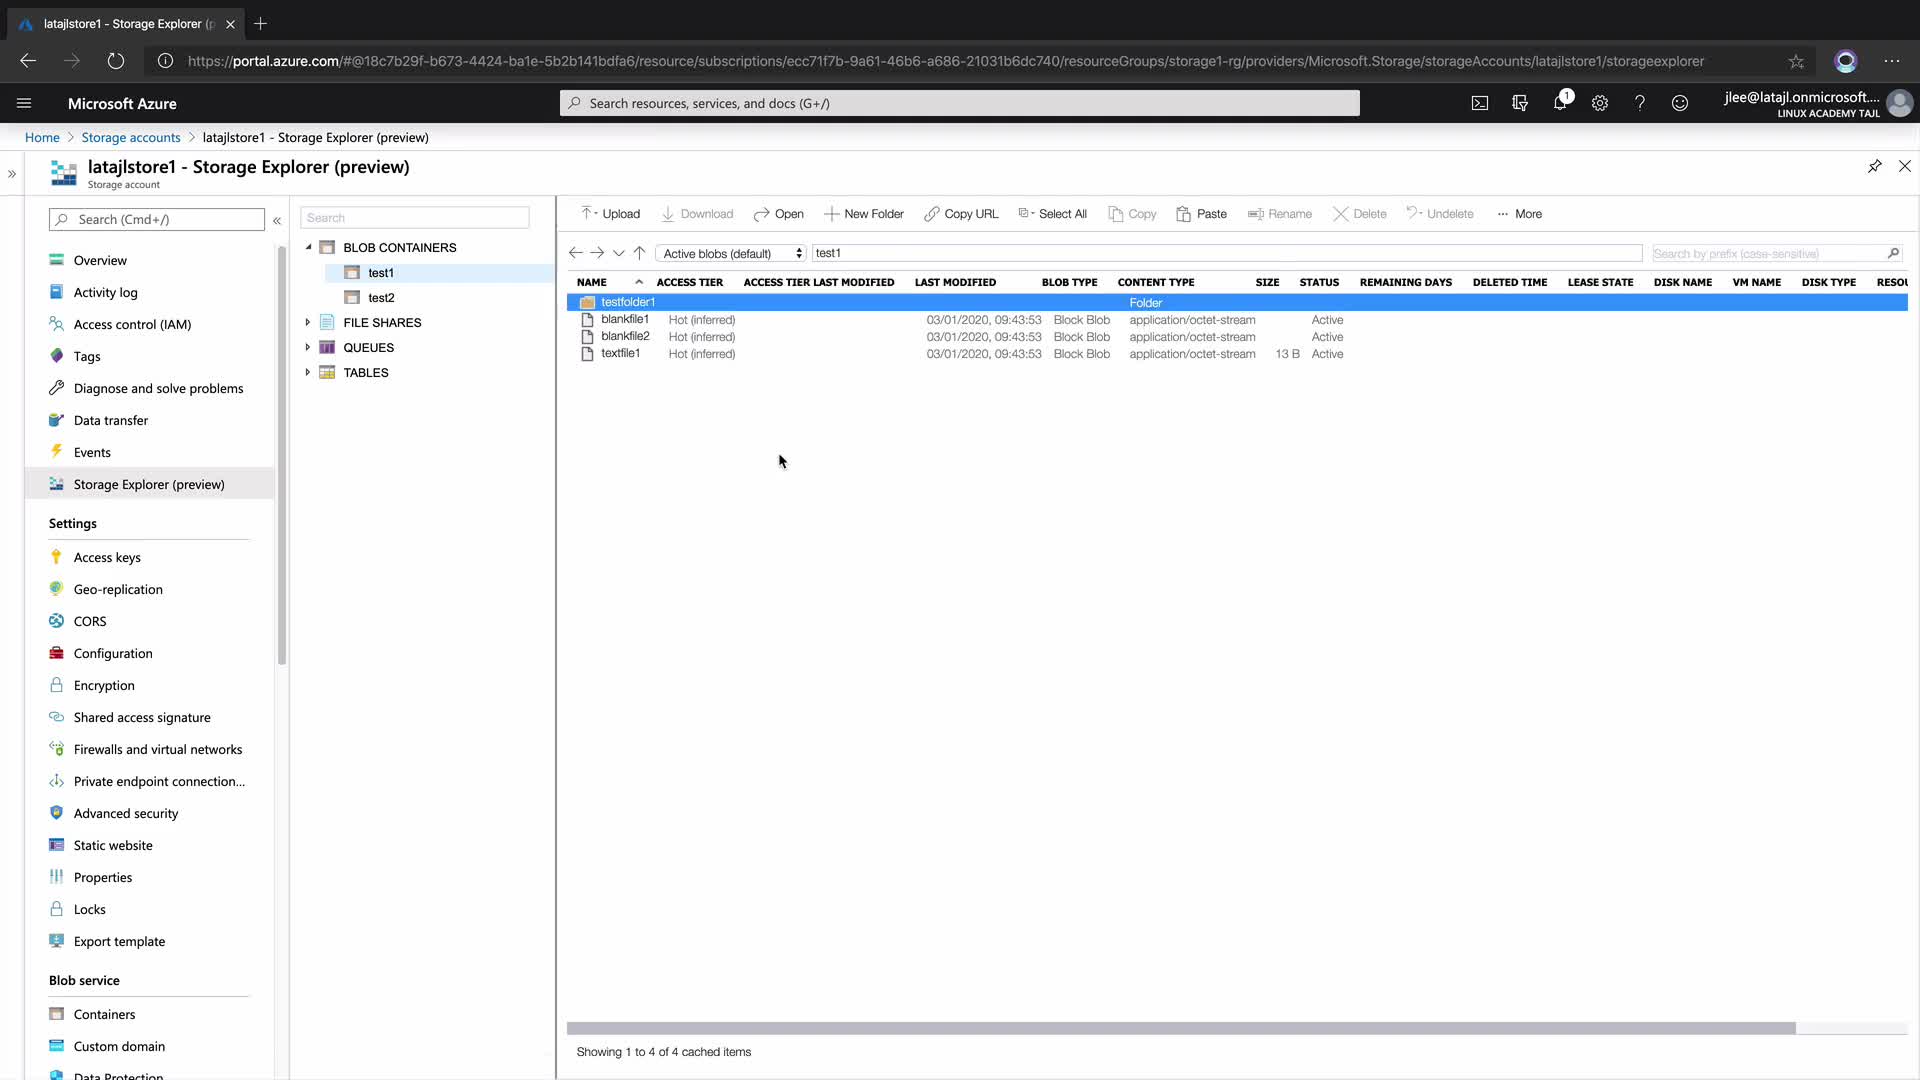 latajlstore1 - Storage Explorer (p
https://portal.azure.com/#@18c7b29f-b673-4424-ba1e-5b2b141bdfa6/resource/subscriptions/ecc71f7b-9a61-46b6-a686-21031b6dc740/resourceGroups/storage1-rg/providers/Microsoft.Storage/storageAccounts/latajlstore1/storageexplorer
Microsoft Azure
Search resources, services, and docs (G+/)
1
jlee@latajl.onmicrosoft....
LINUX ACADEMY TAJL
Home > Storage accounts > latajlstore1 - Storage Explorer (preview)
latajlstore1 - Storage Explorer (preview)
Storage account
Search (Cmd+/)
Overview
Activity log
Access control (IAM)
Tags
Diagnose and solve problems
Data transfer
Events
Storage Explorer (preview)
Settings
Access keys
Geo-replication
CORS
Configuration
Encryption
Shared access signature
Firewalls and virtual networks
Private endpoint connection...
Advanced security
Static website
Properties
Locks
Export template
Blob service
Containers
Custom domain
Data Protection
Search
BLOB CONTAINERS
test1
test2
FILE SHARES
QUEUES
TABLES
Upload Download Open New Folder Copy URL Select All Copy Paste Rename Delete Undelete ... More
Active blobs (default) test1 Search by prefix (case-sensitive)
NAME ACCESS TIER ACCESS TIER LAST MODIFIED LAST MODIFIED BLOB TYPE CONTENT TYPE SIZE STATUS REMAINING DAYS DELETED TIME LEASE STATE DISK NAME VM NAME DISK TYPE RESOU
testfolder1 Folder
blankfile1 Hot (inferred) 03/01/2020, 09:43:53 Block Blob application/octet-stream Active
blankfile2 Hot (inferred) 03/01/2020, 09:43:53 Block Blob application/octet-stream Active
textfile1 Hot (inferred) 03/01/2020, 09:43:53 Block Blob application/octet-stream 13 B Active
Showing 1 to 4 of 4 cached items